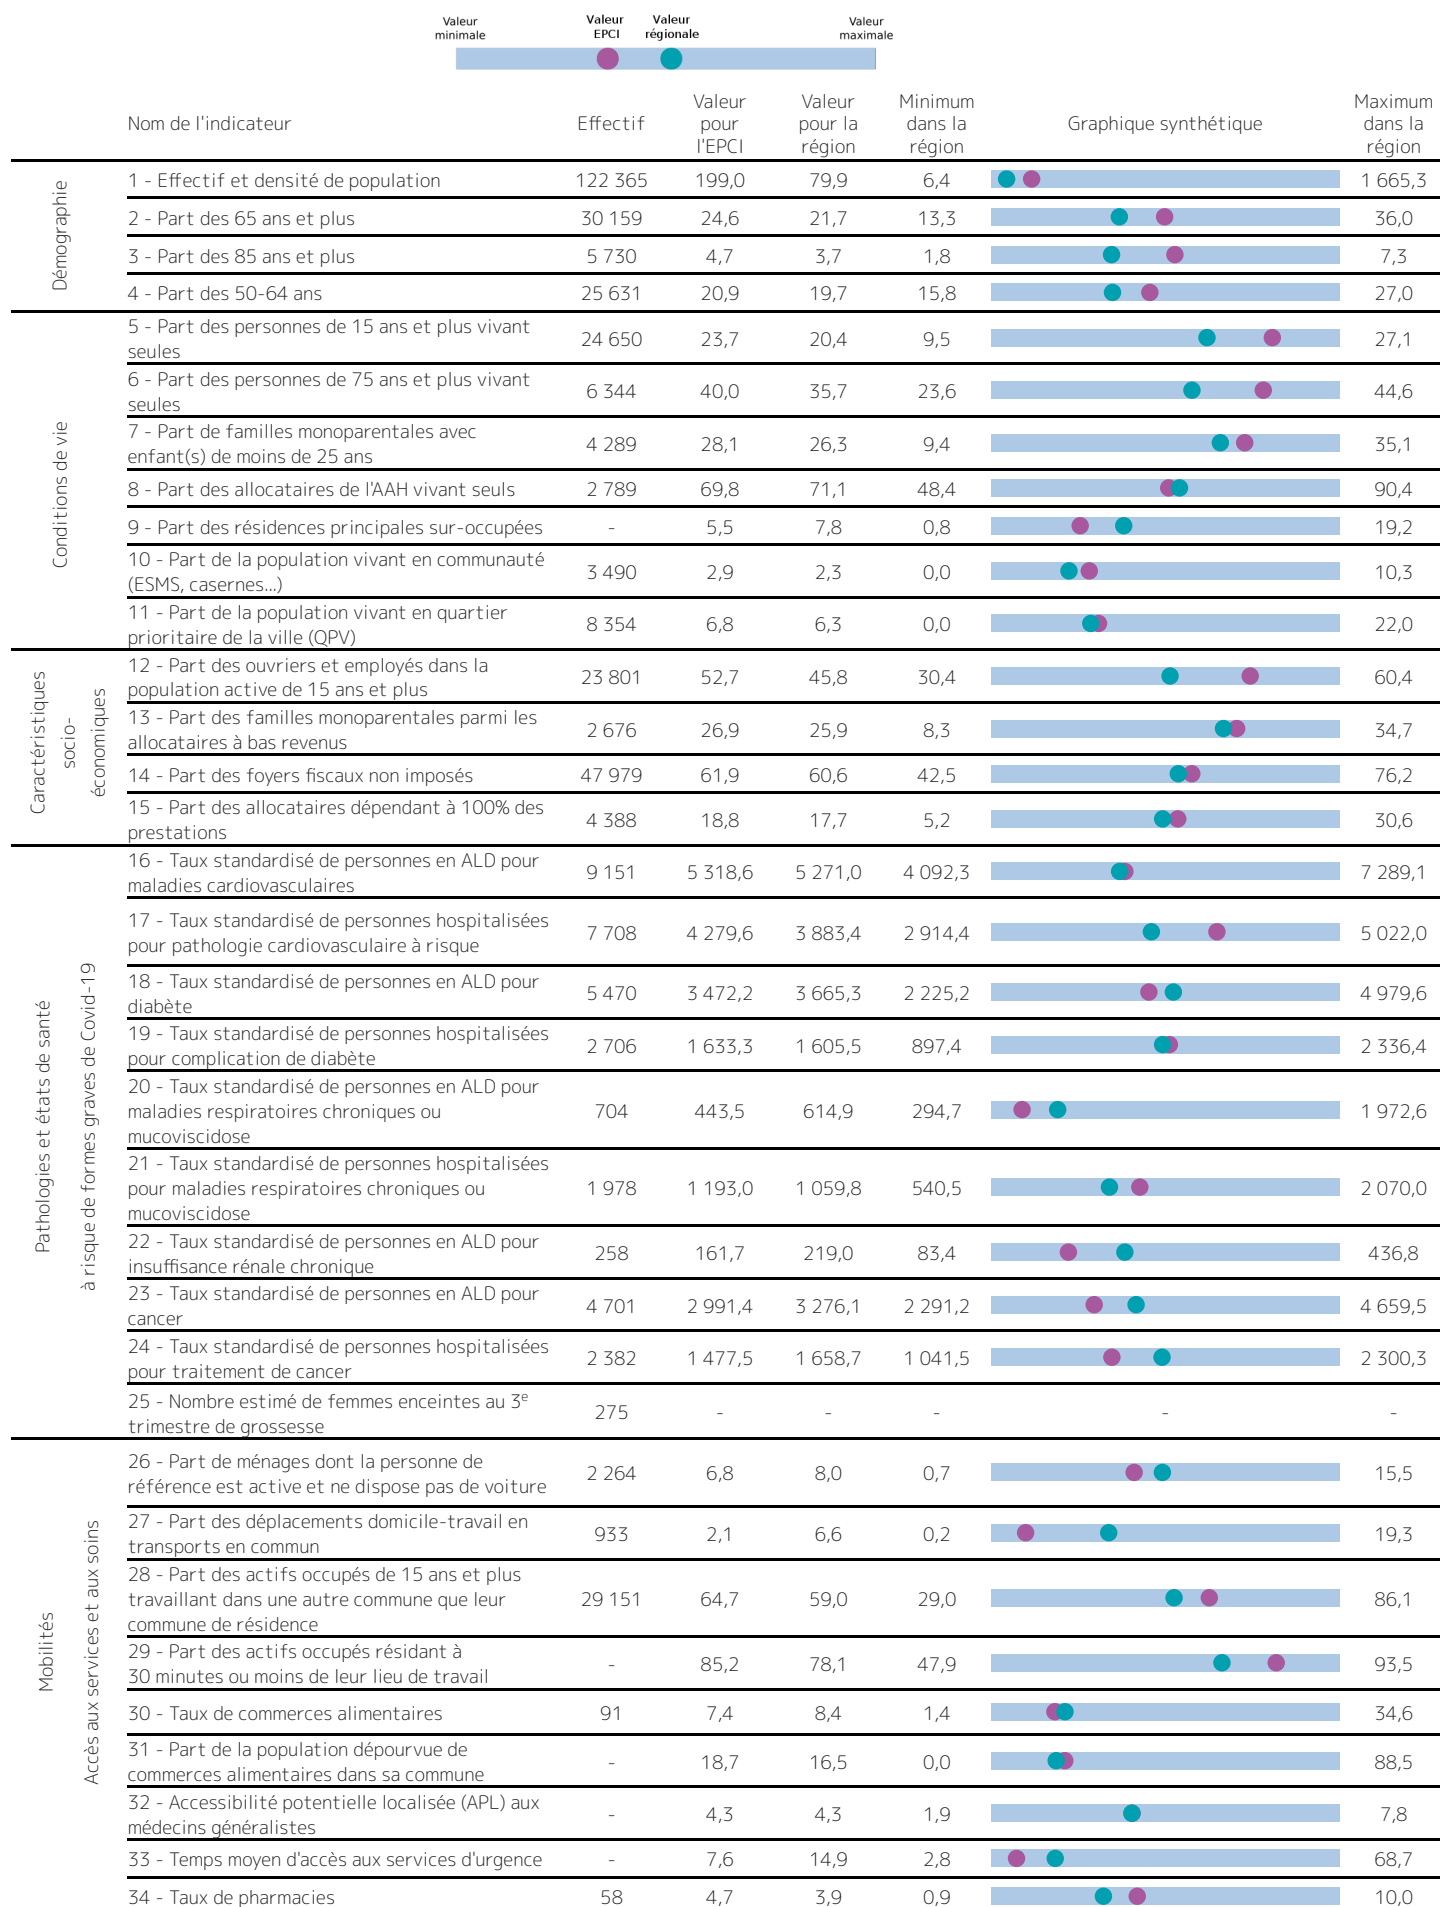 Valeur minimale
Valeur EPCI
Valeur régionale
Valeur maximale
Nom de l'indicateur Effectif Valeur pour l'EPCI Valeur pour la région Minimum dans la région Graphique synthétique Maximum dans la région
Démographie
1 - Effectif et densité de population 122 365 199,0 79,9 6,4 1 665,3
2 - Part des 65 ans et plus 30 159 24,6 21,7 13,3 36,0
3 - Part des 85 ans et plus 5 730 4,7 3,7 1,8 7,3
4 - Part des 50-64 ans 25 631 20,9 19,7 15,8 27,0
Conditions de vie
5 - Part des personnes de 15 ans et plus vivant
seules 24 650 23,7 20,4 9,5 27,1
6 - Part des personnes de 75 ans et plus vivant
seules 6 344 40,0 35,7 23,6 44,6
7 - Part de familles monoparentales avec
enfant(s) de moins de 25 ans 4 289 28,1 26,3 9,4 35,1
8 - Part des allocataires de l'AAH vivant seuls 2 789 69,8 71,1 48,4 90,4
9 - Part des résidences principales sur-occupées - 5,5 7,8 0,8 19,2
10 - Part de la population vivant en communauté
(ESMS, casernes...) 3 490 2,9 2,3 0,0 10,3
11 - Part de la population vivant en quartier
prioritaire de la ville (QPV) 8 354 6,8 6,3 0,0 22,0
Caractéristiques
socio-
économiques
12 - Part des ouvriers et employés dans la
population active de 15 ans et plus 23 801 52,7 45,8 30,4 60,4
13 - Part des familles monoparentales parmi les
allocataires à bas revenus 2 676 26,9 25,9 8,3 34,7
14 - Part des foyers fiscaux non imposés 47 979 61,9 60,6 42,5 76,2
15 - Part des allocataires dépendant à 100% des
prestations 4 388 18,8 17,7 5,2 30,6
Pathologies et états de santé
à risque de formes graves de Covid-19
16 - Taux standardisé de personnes en ALD pour
maladies cardiovasculaires 9 151 5 318,6 5 271,0 4 092,3 7 289,1
17 - Taux standardisé de personnes hospitalisées
pour pathologie cardiovasculaire à risque 7 708 4 279,6 3 883,4 2 914,4 5 022,0
18 - Taux standardisé de personnes en ALD pour
diabète 5 470 3 472,2 3 665,3 2 225,2 4 979,6
19 - Taux standardisé de personnes hospitalisées
pour complication de diabète 2 706 1 633,3 1 605,5 897,4 2 336,4
20 - Taux standardisé de personnes en ALD pour
maladies respiratoires chroniques ou
mucoviscidose 704 443,5 614,9 294,7 1 972,6
21 - Taux standardisé de personnes hospitalisées
pour maladies respiratoires chroniques ou
mucoviscidose 1 978 1 193,0 1 059,8 540,5 2 070,0
22 - Taux standardisé de personnes en ALD pour
insuffisance rénale chronique 258 161,7 219,0 83,4 436,8
23 - Taux standardisé de personnes en ALD pour
cancer 4 701 2 991,4 3 276,1 2 291,2 4 659,5
24 - Taux standardisé de personnes hospitalisées
pour traitement de cancer 2 382 1 477,5 1 658,7 1 041,5 2 300,3
25 - Nombre estimé de femmes enceintes au 3e
trimestre de grossesse 275 - - - - -
Mobilités
Accès aux services et aux soins
26 - Part de ménages dont la personne de
référence est active et ne dispose pas de voiture 2 264 6,8 8,0 0,7 15,5
27 - Part des déplacements domicile-travail en
transports en commun 933 2,1 6,6 0,2 19,3
28 - Part des actifs occupés de 15 ans et plus
travaillant dans une autre commune que leur
commune de résidence 29 151 64,7 59,0 29,0 86,1
29 - Part des actifs occupés résidant à
30 minutes ou moins de leur lieu de travail - 85,2 78,1 47,9 93,5
30 - Taux de commerces alimentaires 91 7,4 8,4 1,4 34,6
31 - Part de la population dépourvue de
commerces alimentaires dans sa commune - 18,7 16,5 0,0 88,5
32 - Accessibilité potentielle localisée (APL) aux
médecins généralistes - 4,3 4,3 1,9 7,8
33 - Temps moyen d'accès aux services d'urgence - 7,6 14,9 2,8 68,7
34 - Taux de pharmacies 58 4,7 3,9 0,9 10,0